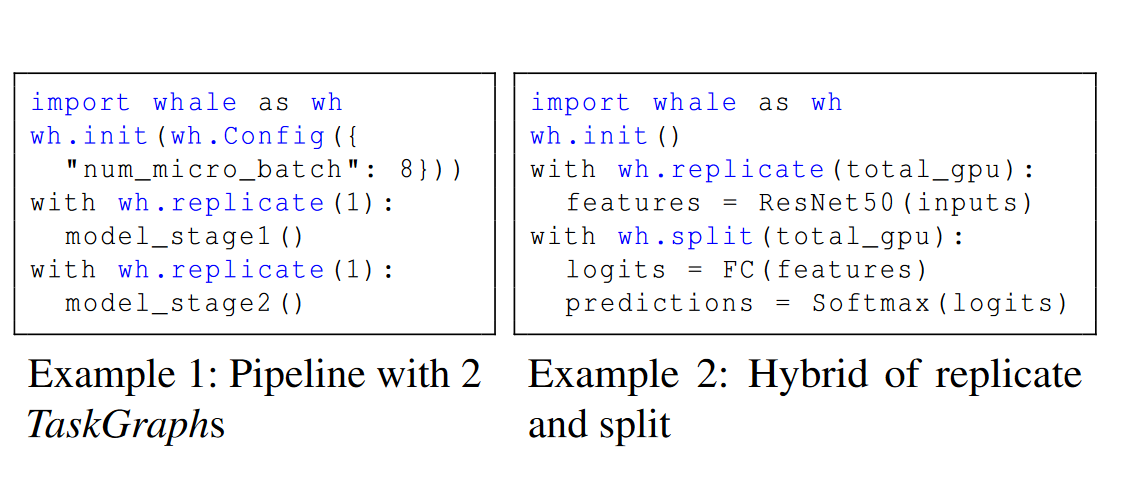 import whale as wh
wh.init(wh.Config({
  "num_micro_batch": 8}))
with wh.replicate(1):
  model_stage1()
with wh.replicate(1):
  model_stage2()
Example 1: Pipeline with 2
TaskGraphs
import whale as wh
wh.init()
with wh.replicate(total_gpu):
  features = ResNet50(inputs)
with wh.split(total_gpu):
  logits = FC(features)
  predictions = Softmax(logits)
Example 2: Hybrid of replicate
and split